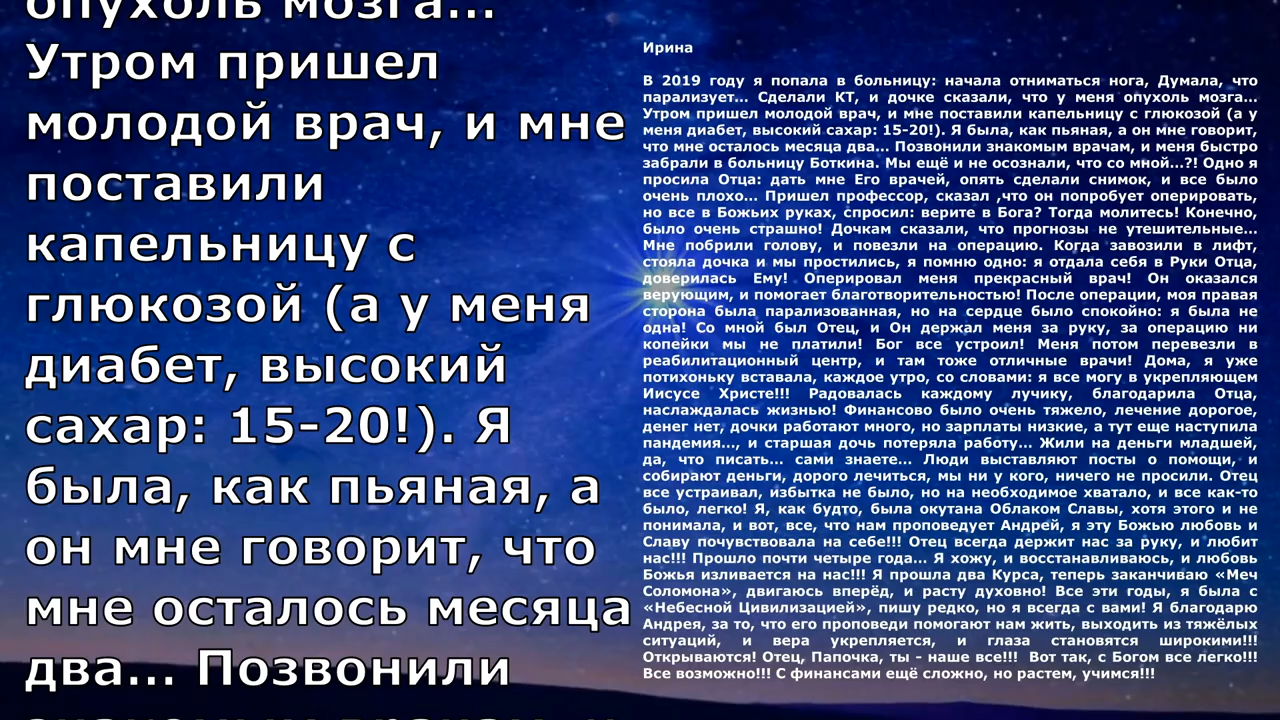 опухоль мозга...
Утром пришел
молодой врач, и мне
поставили
капельницу с
глюкозой (а у меня
диабет, высокий
сахар: 15-20!). Я
была, как пьяная, а
он мне говорит, что
мне осталось месяца
два... Позвонили
знакомым врачам, и
Ирина
В 2019 году я попала в больницу: начала отниматься нога, Думала, что
парализует... Сделали КТ, и дочке сказали, что у меня опухоль мозга...
Утром пришел молодой врач, и мне поставили капельницу с глюкозой (а у
меня диабет, высокий сахар: 15-20!). Я была, как пьяная, а он мне говорит,
что мне осталось месяца два... Позвонили знакомым врачам, и меня быстро
забрали в больницу Боткина. Мы ещё и не осознали, что со мной...?! Одно я
просила Отца: дать мне Его врачей, опять сделали снимок, и все было
очень плохо... Пришел профессор, сказал ,что он попробует оперировать,
но все в Божьих руках, спросил: верите в Бога? Тогда молитесь! Конечно,
было очень страшно! Дочкам сказали, что прогнозы не утешительные...
Мне побрили голову, и повезли на операцию. Когда завозили в лифт,
стояла дочка и мы простились, я помню одно: я отдала себя в Руки Отца,
доверилась Ему! Оперировал меня прекрасный врач! Он оказался
верующим, и помогает благотворительностью! После операции, моя правая
сторона была парализованная, но на сердце было спокойно: я была не
одна! Со мной был Отец, и Он держал меня за руку, за операцию ни
копейки мы не платили! Бог все устроил! Меня потом перевезли в
реабилитационный центр, и там тоже отличные врачи! Дома, я уже
потихоньку вставала, каждое утро, со словами: я все могу в укрепляющем
Иисусе Христе!!! Радовалась каждому лучику, благодарила Отца,
наслаждалась жизнью! Финансово было очень тяжело, лечение дорогое,
денег нет, дочки работают много, но зарплаты низкие, а тут еще наступила
пандемия..., и старшая дочь потеряла работу... Жили на деньги младшей,
да, что писать... сами знаете... Люди выставляют посты о помощи, и
собирают деньги, дорого лечиться, мы ни у кого, ничего не просили. Отец
все устраивал, избытка не было, но на необходимое хватало, и все как-то
было, легко! Я, как будто, была окутана Облаком Славы, хотя этого и не
понимала, и вот, все, что нам проповедует Андрей, я эту Божью любовь и
Славу почувствовала на себе!!! Отец всегда держит нас за руку, и любит
нас!!! Прошло почти четыре года... Я хожу, и восстанавливаюсь, и любовь
Божья изливается на нас!!! Я прошла два Курса, теперь заканчиваю «Меч
Соломона», двигаюсь вперёд, и расту духовно! Все эти годы, я была с
«Небесной Цивилизацией», пишу редко, но я всегда с вами! Я благодарю
Андрея, за то, что его проповеди помогают нам жить, выходить из тяжёлых
ситуаций, и вера укрепляется, и глаза становятся широкими!!!
Открываются! Отец, Папочка, ты - наше все!!! Вот так, с Богом все легко!!!
Все возможно!!! С финансами ещё сложно, но растем, учимся!!!